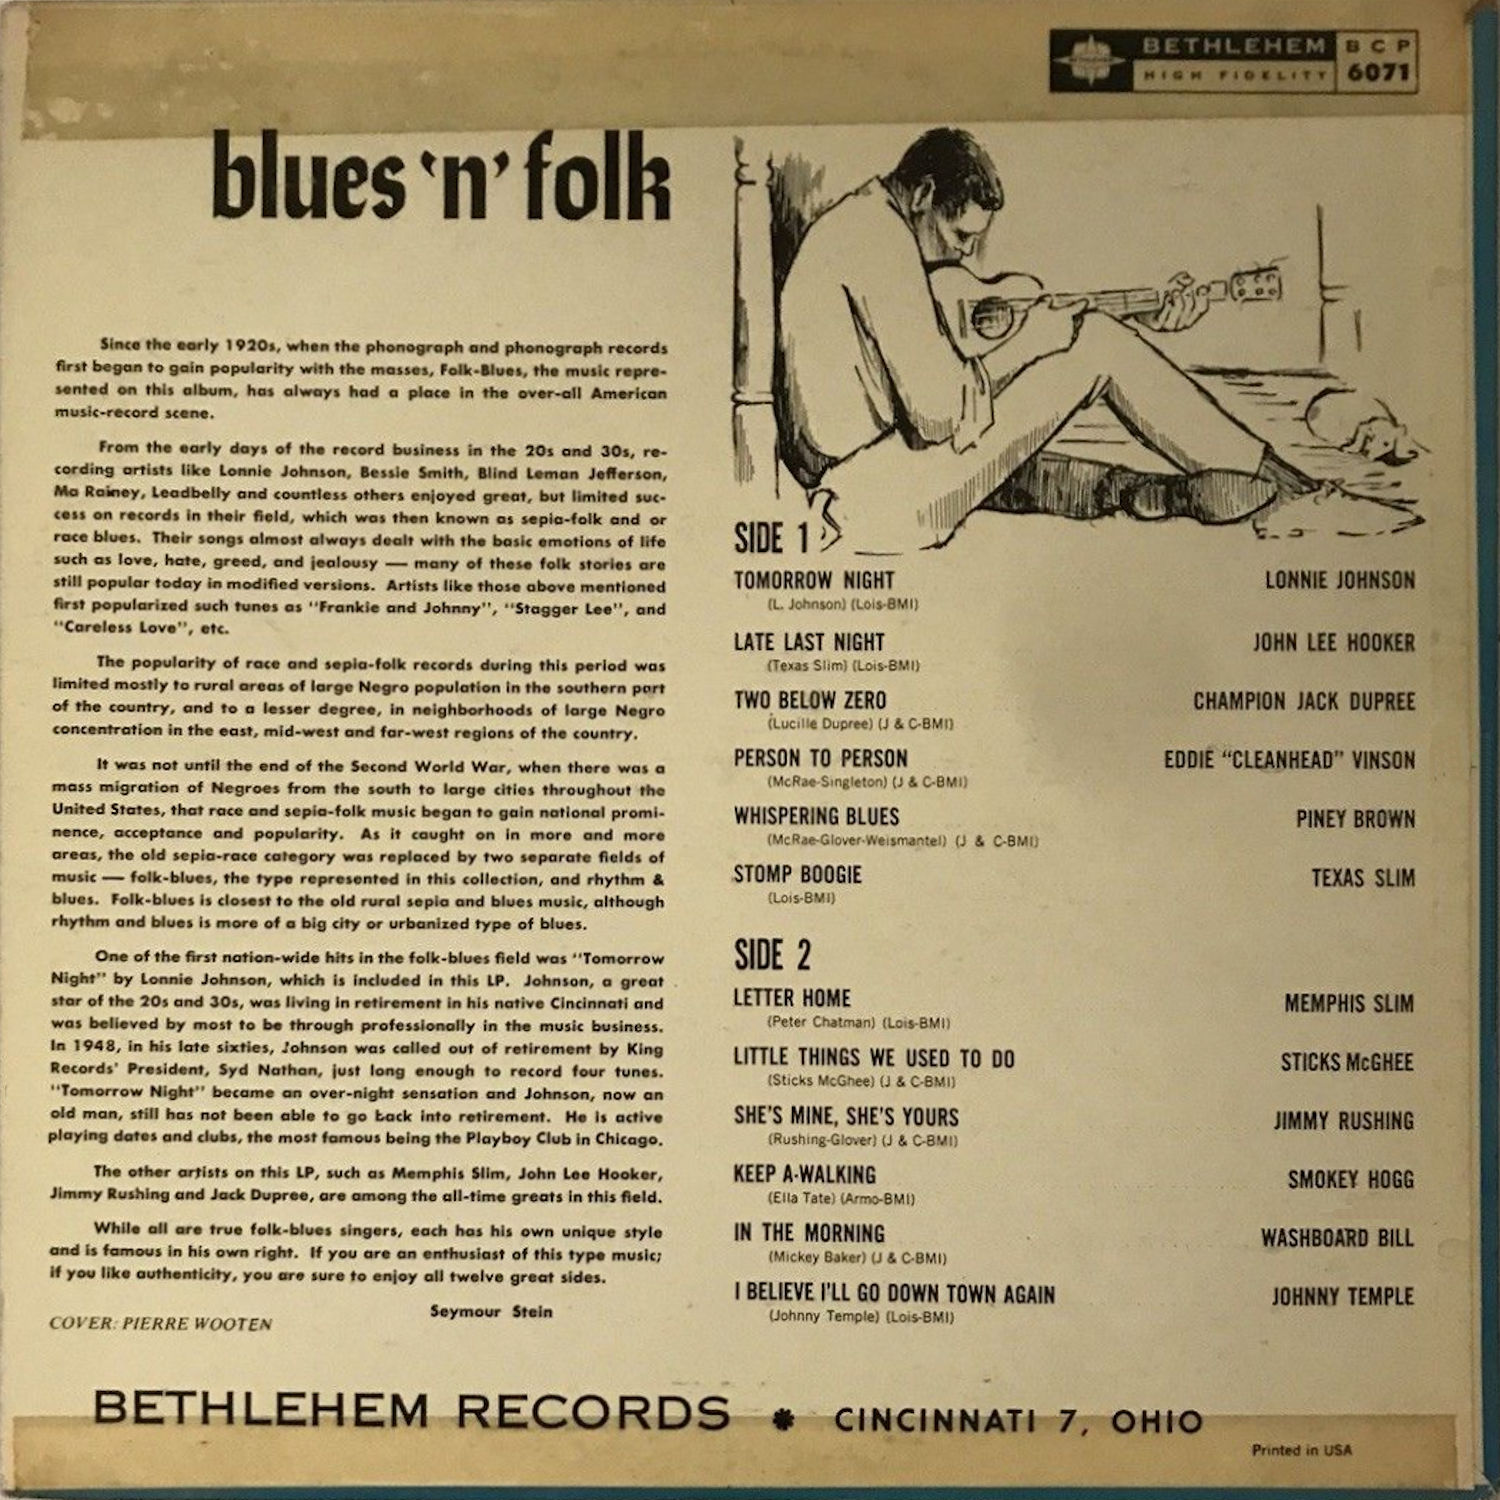 BETHLEHEM
HIGH FIDELITY
BCP
6071
blues 'n' folk
Since the early 1920s, when the phonograph and phonograph records
first began to gain popularity with the masses, Folk-Blues, the music repre-
sented on this album, has always had a place in the over-all American
music-record scene.
From the early days of the record business in the 20s and 30s, re-
cording artists like Lonnie Johnson, Bessie Smith, Blind Leman Jefferson,
Ma Rainey, Leadbelly and countless others enjoyed great, but limited suc-
cess on records in their field, which was then known as sepia-folk and or
race blues. Their songs almost always dealt with the basic emotions of life
such as love, hate, greed, and jealousy — many of these folk stories are
still popular today in modified versions. Artists like those above mentioned
first popularized such tunes as "Frankie and Johnny", "Stagger Lee", and
"Careless Love", etc.
The popularity of race and sepia-folk records during this period was
limited mostly to rural areas of large Negro population in the southern part
of the country, and to a lesser degree, in neighborhoods of large Negro
concentration in the east, mid-west and far-west regions of the country.
It was not until the end of the Second World War, when there was a
mass migration of Negroes from the south to large cities throughout the
United States, that race and sepia-folk music began to gain national promi-
nence, acceptance and popularity. As it caught on in more and more
areas, the old sepia-race category was replaced by two separate fields of
music — folk-blues, the type represented in this collection, and rhythm &
blues. Folk-blues is closest to the old rural sepia and blues music, although
rhythm and blues is more of a big city or urbanized type of blues.
One of the first nation-wide hits in the folk-blues field was "Tomorrow
Night" by Lonnie Johnson, which is included in this LP. Johnson, a great
star of the 20s and 30s, was living in retirement in his native Cincinnati and
was believed by most to be through professionally in the music business.
In 1948, in his late sixties, Johnson was called out of retirement by King
Records' President, Syd Nathan, just long enough to record four tunes.
"Tomorrow Night" became an over-night sensation and Johnson, now an
old man, still has not been able to go back into retirement. He is active
playing dates and clubs, the most famous being the Playboy Club in Chicago.
The other artists on this LP, such as Memphis Slim, John Lee Hooker,
Jimmy Rushing and Jack Dupree, are among the all-time greats in this field.
While all are true folk-blues singers, each has his own unique style
and is famous in his own right. If you are an enthusiast of this type music;
if you like authenticity, you are sure to enjoy all twelve great sides.
Seymour Stein
COVER: PIERRE WOOTEN
SIDE 1
TOMORROW NIGHT LONNIE JOHNSON
(L. Johnson) (Lois-BMI)
LATE LAST NIGHT JOHN LEE HOOKER
(Texas Slim) (Lois-BMI)
TWO BELOW ZERO CHAMPION JACK DUPREE
(Lucille Dupree) (J & C-BMI)
PERSON TO PERSON EDDIE "CLEANHEAD" VINSON
(McRae-Singleton) (J & C-BMI)
WHISPERING BLUES PINEY BROWN
(McRae-Glover-Weismantel) (J & C-BMI)
STOMP BOOGIE TEXAS SLIM
(Lois-BMI)
SIDE 2
LETTER HOME MEMPHIS SLIM
(Peter Chatman) (Lois-BMI)
LITTLE THINGS WE USED TO DO STICKS McGHEE
(Sticks McGhee) (J & C-BMI)
SHE'S MINE, SHE'S YOURS JIMMY RUSHING
(Rushing-Glover) (J & C-BMI)
KEEP A-WALKING SMOKEY HOGG
(Ella Tate) (Armo-BMI)
IN THE MORNING WASHBOARD BILL
(Mickey Baker) (J & C-BMI)
I BELIEVE I'LL GO DOWN TOWN AGAIN JOHNNY TEMPLE
(Johnny Temple) (Lois-BMI)
BETHLEHEM RECORDS * CINCINNATI 7, OHIO
Printed in USA